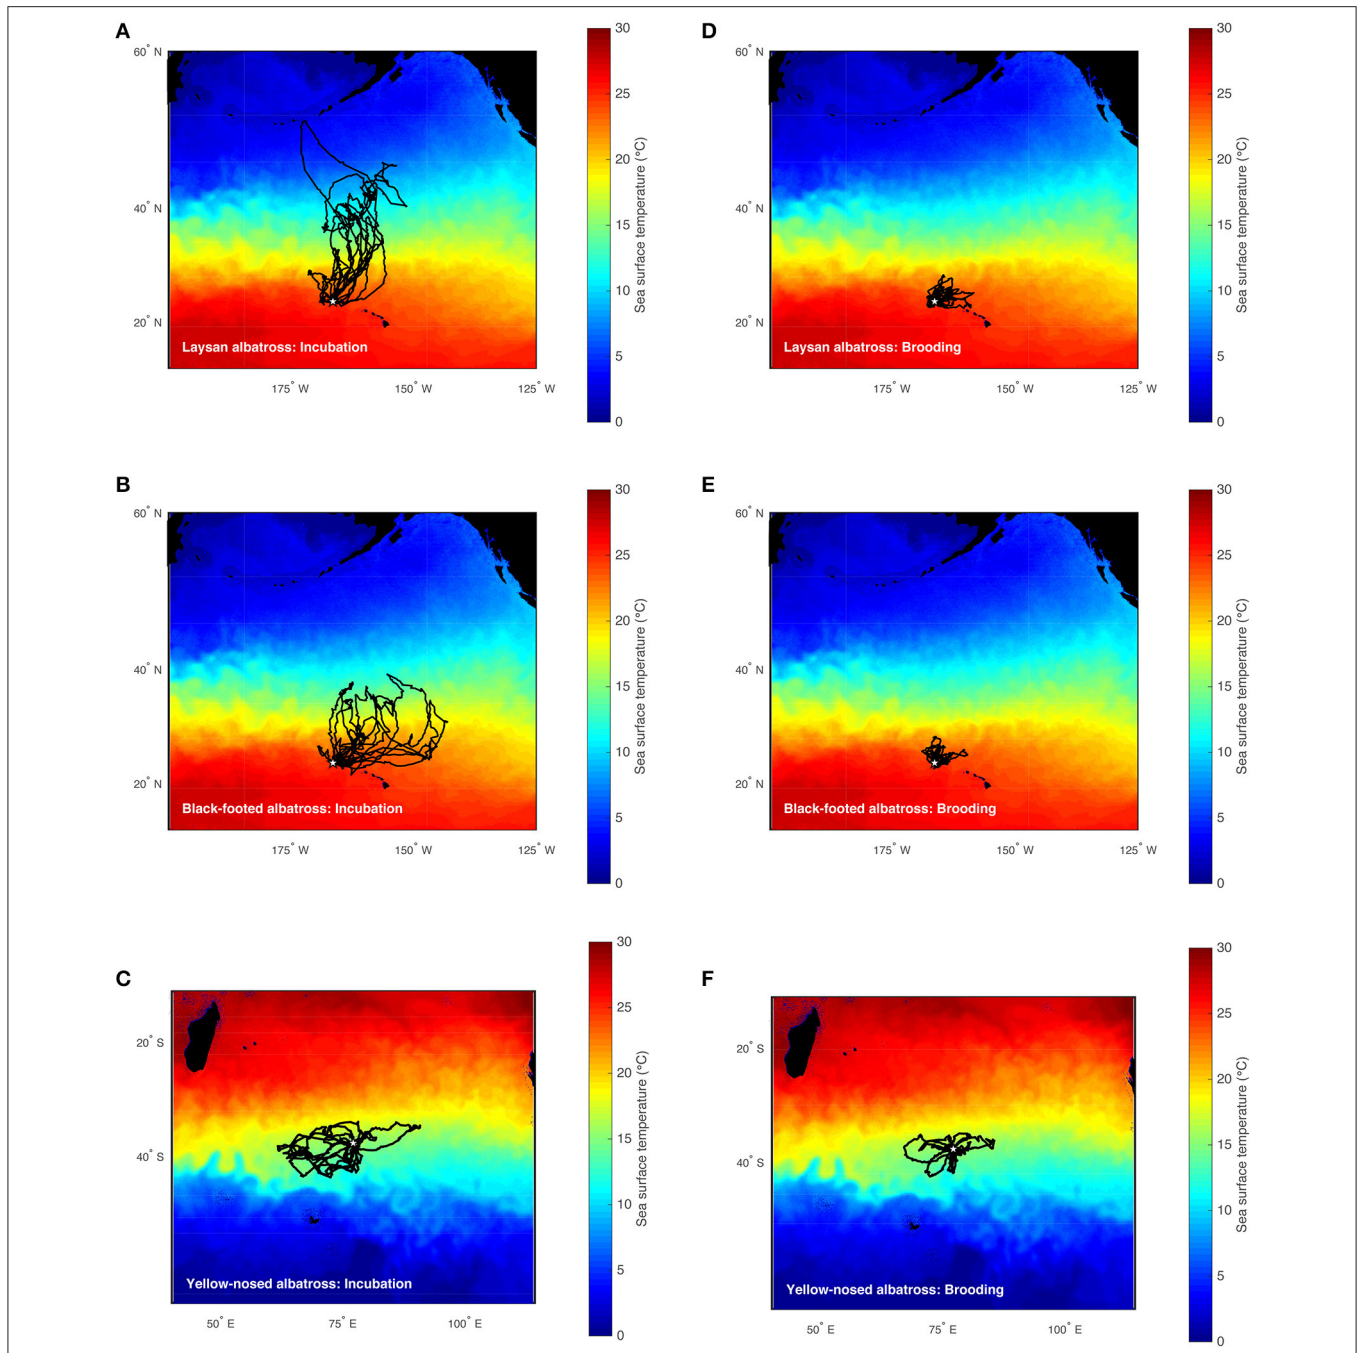 A
60° N
40° N
20° N
175° W
150° W
125° W
Laysan albatross: Incubation
30
25
20
15
10
5
0
Sea surface temperature (°C)
D
60° N
40° N
20° N
175° W
150° W
125° W
Laysan albatross: Brooding
30
25
20
15
10
5
0
Sea surface temperature (°C)
B
60° N
40° N
20° N
175° W
150° W
125° W
Black-footed albatross: Incubation
30
25
20
15
10
5
0
Sea surface temperature (°C)
E
60° N
40° N
20° N
175° W
150° W
125° W
Black-footed albatross: Brooding
30
25
20
15
10
5
0
Sea surface temperature (°C)
C
20° S
40° S
50° E
75° E
100° E
Yellow-nosed albatross: Incubation
30
25
20
15
10
5
0
Sea surface temperature (°C)
F
20° S
40° S
50° E
75° E
100° E
Yellow-nosed albatross: Brooding
30
25
20
15
10
5
0
Sea surface temperature (°C)